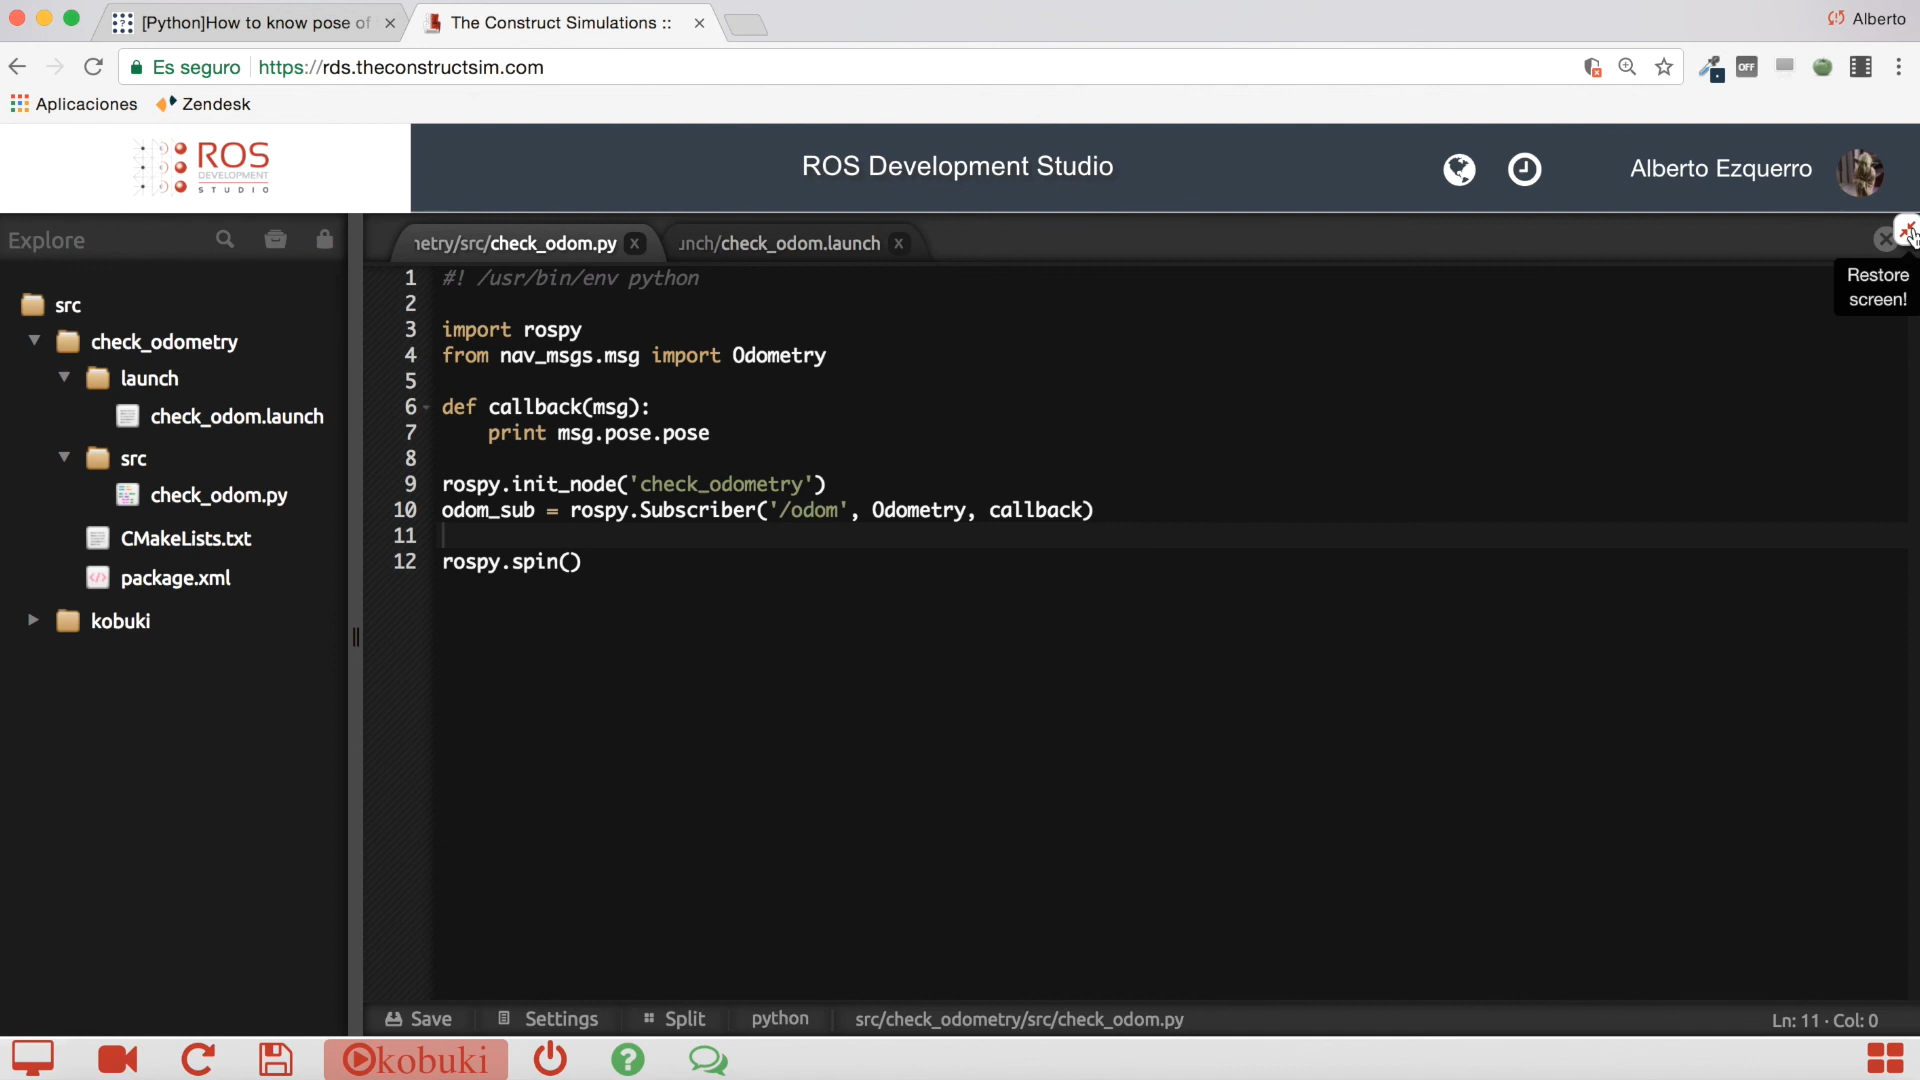 [Python]How to know pose of
The Construct Simulations ::
Alberto
Es seguro
https://rds.theconstructsim.com
OFF
Aplicaciones
Zendesk
ROS
DEVELOPMENT
STUDIO
ROS Development Studio
Alberto Ezquerro
Explore
etry/src/check_odom.py
nch/check_odom.launch
Restore
screen!
src
check_odometry
launch
check_odom.launch
src
check_odom.py
CMakeLists.txt
package.xml
kobuki
1 #! /usr/bin/env python
2
3 import rospy
4 from nav_msgs.msg import Odometry
5
6 def callback(msg):
7 print msg.pose.pose
8
9 rospy.init_node('check_odometry')
10 odom_sub = rospy.Subscriber('/odom', Odometry, callback)
11
12 rospy.spin()
Save
Settings
Split
python
src/check_odometry/src/check_odom.py
Ln: 11 · Col: 0
kobuki
?